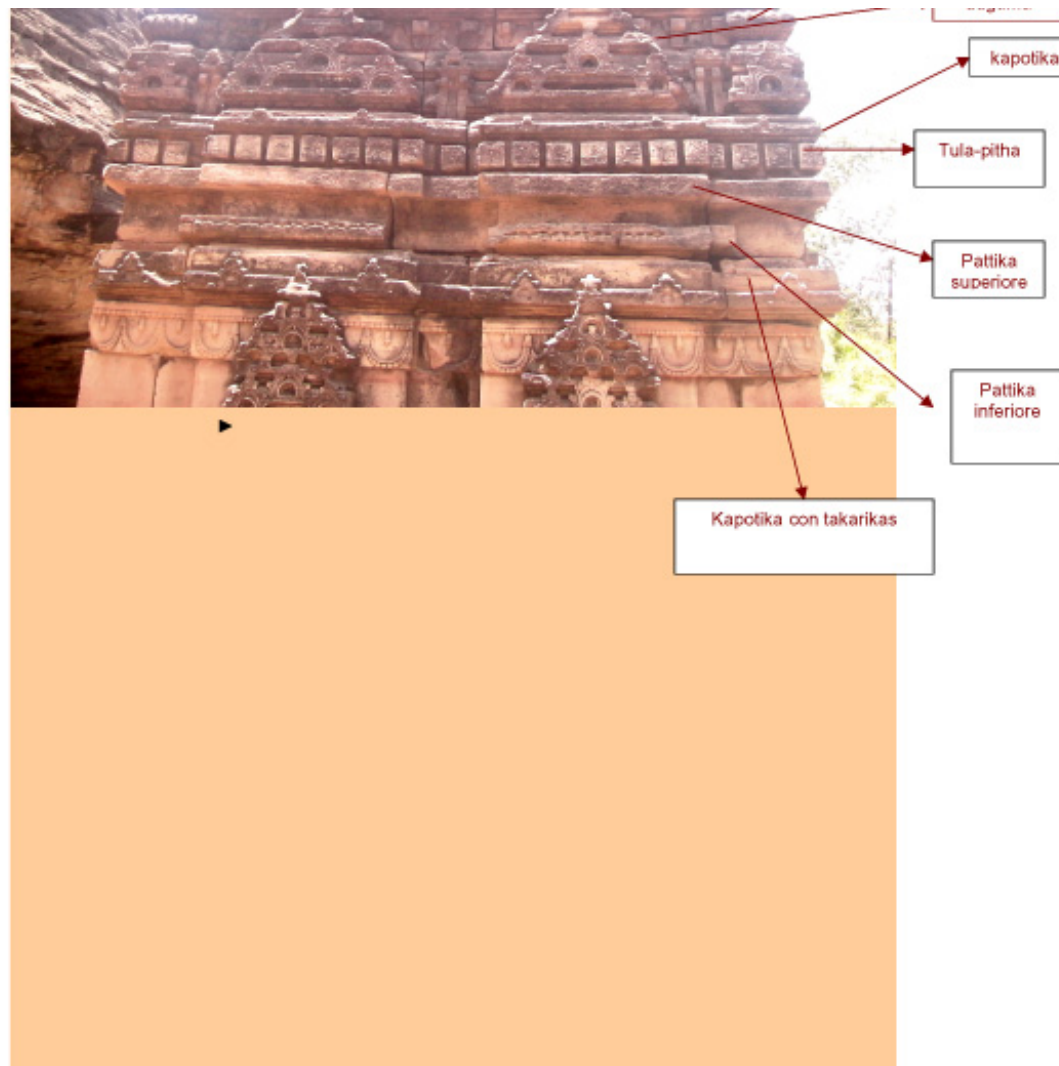 kapotika
Tula-pitha
Pattika
superiore
Pattika
inferiore
Kapotika con takarikas